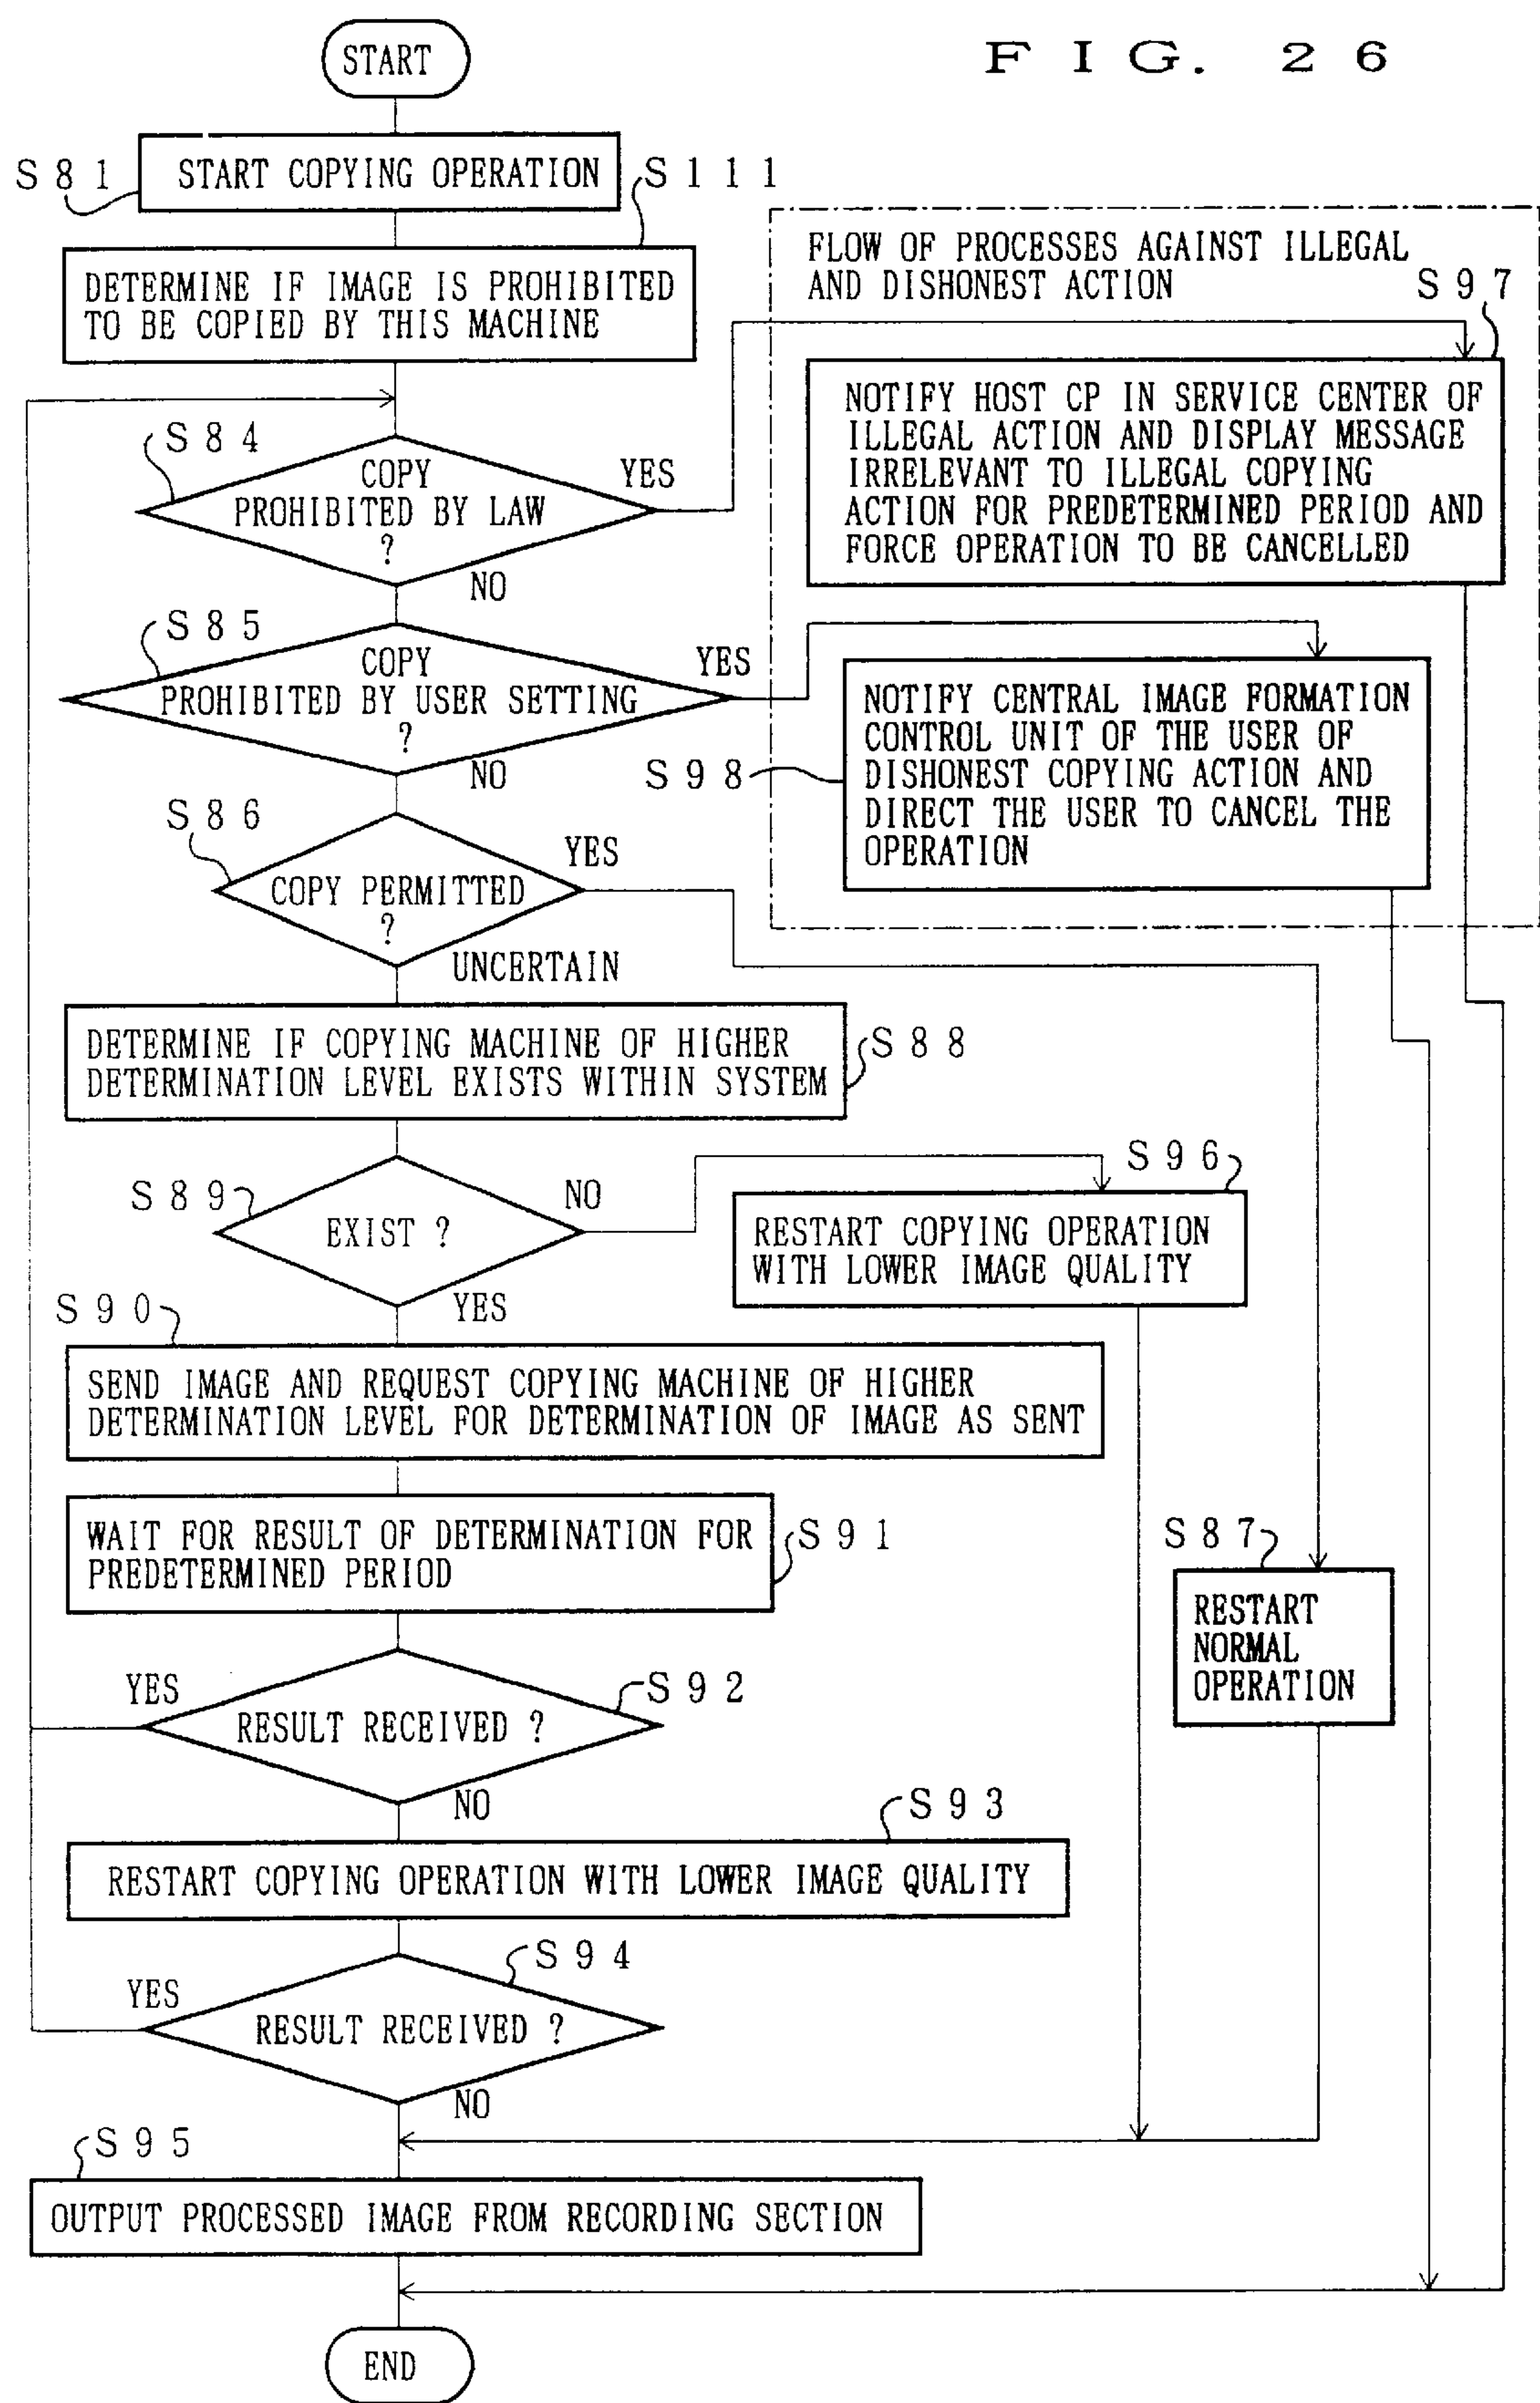 F I G. 2 6
START
S 8 1
START COPYING OPERATION
S 1 1 1
DETERMINE IF IMAGE IS PROHIBITED
TO BE COPIED BY THIS MACHINE
FLOW OF PROCESSES AGAINST ILLEGAL
AND DISHONEST ACTION
S 9 7
NOTIFY HOST CP IN SERVICE CENTER OF
ILLEGAL ACTION AND DISPLAY MESSAGE
IRRELEVANT TO ILLEGAL COPYING
ACTION FOR PREDETERMINED PERIOD AND
FORCE OPERATION TO BE CANCELLED
S 8 4
COPY
PROHIBITED BY LAW
?
YES
NO
S 8 5
COPY
PROHIBITED BY USER SETTING
?
YES
NO
S 9 8
NOTIFY CENTRAL IMAGE FORMATION
CONTROL UNIT OF THE USER OF
DISHONEST COPYING ACTION AND
DIRECT THE USER TO CANCEL THE
OPERATION
S 8 6
COPY PERMITTED
?
YES
UNCERTAIN
DETERMINE IF COPYING MACHINE OF HIGHER
DETERMINATION LEVEL EXISTS WITHIN SYSTEM
S 8 8
S 8 9
EXIST ?
NO
YES
S 9 6
RESTART COPYING OPERATION
WITH LOWER IMAGE QUALITY
S 9 0
SEND IMAGE AND REQUEST COPYING MACHINE OF HIGHER
DETERMINATION LEVEL FOR DETERMINATION OF IMAGE AS SENT
WAIT FOR RESULT OF DETERMINATION FOR
PREDETERMINED PERIOD
S 9 1
S 8 7
RESTART
NORMAL
OPERATION
YES
RESULT RECEIVED ?
S 9 2
NO
S 9 3
RESTART COPYING OPERATION WITH LOWER IMAGE QUALITY
S 9 4
YES
RESULT RECEIVED ?
NO
S 9 5
OUTPUT PROCESSED IMAGE FROM RECORDING SECTION
END